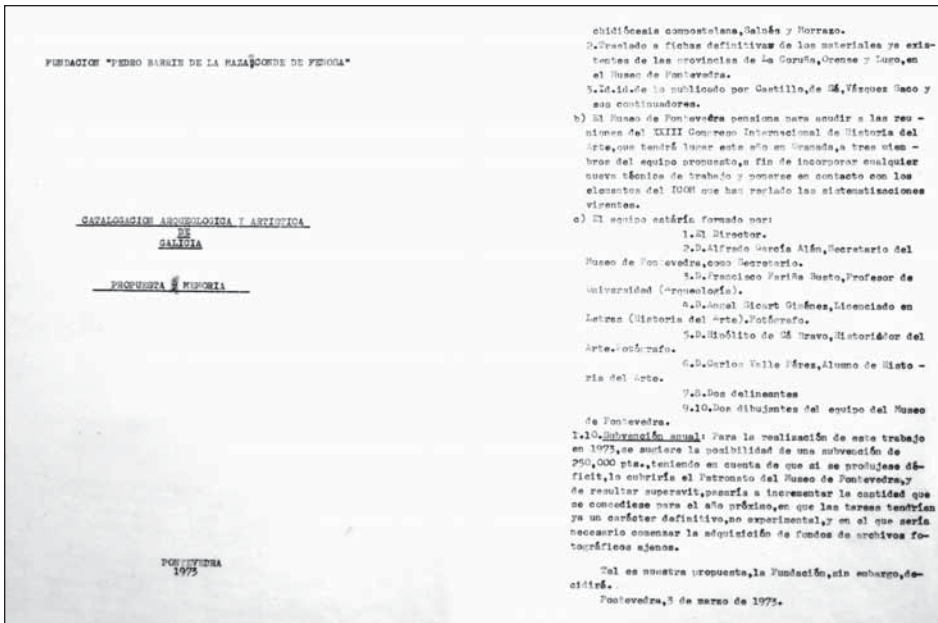 FUNDACION "PEDRO BARRIE DE LA MAZA CONDE DE FENOSA"
CATALOGACION ARQUEOLOGICA Y ARTISTICA
DE
GALICIA
PROPUESTA MEMORIA
PONTEVEDRA
1973
chidiócesis compostelana,Salnés y Morrazo.
2.Traslado a fichas definitivas de los materiales ya exis-
tentes de las provincias de La Coruña,Orense y Lugo,en
el Museo de Pontevedra.
3.Id.id.de lo publicado por Castillo,de Sá,Vázquez Saco y
sus continuadores.
b) El Museo de Pontevedra pensiona para acudir a las reu -
niones del XXIII Congreso Internacional de Historia del
Arte,que tendrá lugar este año en Granada,a tres miem -
bros del equipo propuesto,a fin de incorporar cualquier
nueva técnica de trabajo y ponerse en contacto con los
elementos del ICOM que han reglado las sistematizaciones
vigentes.
c) El equipo estaría formado por:
1.El Director.
2.D.Alfredo García Alén,Secretario del
Museo de Pontevedra,como Secretario.
3.D.Francisco Fariña Busto,Profesor de
Universidad (Arqueología).
4.D.Angel Sicart Giménez,Licenciado en
Letras (Historia del Arte).Fotógrafo.
5.D.Hipólito de Sá Bravo,Historiador del
Arte.Fotógrafo.
6.D.Carlos Valle Pérez,Alumno de Histo -
ria del Arte.
7.8.Dos delineantes
9.10.Dos dibujantes del equipo del Museo
de Pontevedra.
1.10.Subvención anual: Para la realización de este trabajo
en 1973,se sugiere la posibilidad de una subvención de
250,000 pts.,teniendo en cuenta de que si se produjese dé-
ficit,lo cubriría el Patronato del Museo de Pontevedra,y
de resultar superavit,pasaría a incrementar la cantidad que
se concediese para el año próximo,en que las tareas tendrían
ya un carácter definitivo,no experimental,y en el que sería
necesario comenzar la adquisición de fondos de archivos fo-
tográficos ajenos.
Tal es nuestra propuesta,la Fundación,sin embargo,de-
cidirá.
Pontevedra,3 de marzo de 1973.